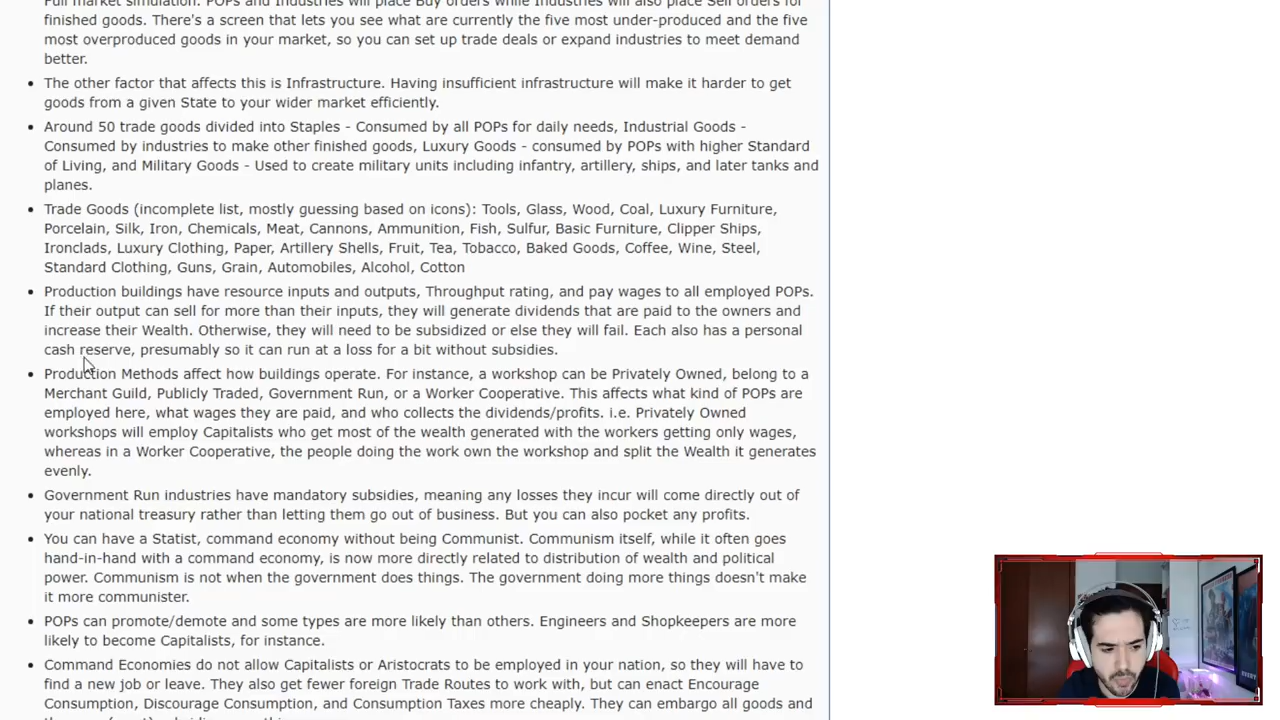 Full market simulation. POPs and Industries will place Buy orders while Industries will also place Sell orders for
finished goods. There's a screen that lets you see what are currently the five most under-produced and the five
most overproduced goods in your market, so you can set up trade deals or expand industries to meet demand
better.
The other factor that affects this is Infrastructure. Having insufficient infrastructure will make it harder to get
goods from a given State to your wider market efficiently.
Around 50 trade goods divided into Staples - Consumed by all POPs for daily needs, Industrial Goods -
Consumed by industries to make other finished goods, Luxury Goods - consumed by POPs with higher Standard
of Living, and Military Goods - Used to create military units including infantry, artillery, ships, and later tanks and
planes.
Trade Goods (incomplete list, mostly guessing based on icons): Tools, Glass, Wood, Coal, Luxury Furniture,
Porcelain, Silk, Iron, Chemicals, Meat, Cannons, Ammunition, Fish, Sulfur, Basic Furniture, Clipper Ships,
Ironclads, Luxury Clothing, Paper, Artillery Shells, Fruit, Tea, Tobacco, Baked Goods, Coffee, Wine, Steel,
Standard Clothing, Guns, Grain, Automobiles, Alcohol, Cotton
Production buildings have resource inputs and outputs, Throughput rating, and pay wages to all employed POPs.
If their output can sell for more than their inputs, they will generate dividends that are paid to the owners and
increase their Wealth. Otherwise, they will need to be subsidized or else they will fail. Each also has a personal
cash reserve, presumably so it can run at a loss for a bit without subsidies.
Production Methods affect how buildings operate. For instance, a workshop can be Privately Owned, belong to a
Merchant Guild, Publicly Traded, Government Run, or a Worker Cooperative. This affects what kind of POPs are
employed here, what wages they are paid, and who collects the dividends/profits. i.e. Privately Owned
workshops will employ Capitalists who get most of the wealth generated with the workers getting only wages,
whereas in a Worker Cooperative, the people doing the work own the workshop and split the Wealth it generates
evenly.
Government Run industries have mandatory subsidies, meaning any losses they incur will come directly out of
your national treasury rather than letting them go out of business. But you can also pocket any profits.
You can have a Statist, command economy without being Communist. Communism itself, while it often goes
hand-in-hand with a command economy, is now more directly related to distribution of wealth and political
power. Communism is not when the government does things. The government doing more things doesn't make
it more communister.
POPs can promote/demote and some types are more likely than others. Engineers and Shopkeepers are more
likely to become Capitalists, for instance.
Command Economies do not allow Capitalists or Aristocrats to be employed in your nation, so they will have to
find a new job or leave. They also get fewer foreign Trade Routes to work with, but can enact Encourage
Consumption, Discourage Consumption, and Consumption Taxes more cheaply. They can embargo all goods and